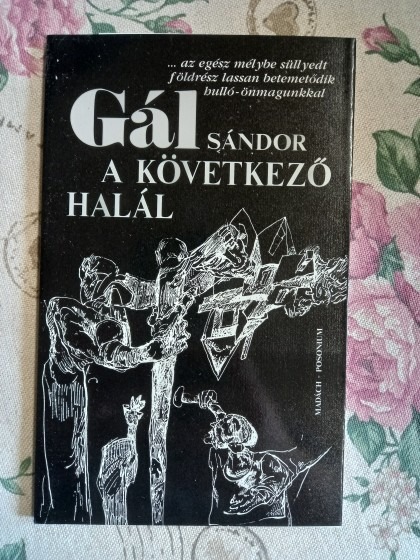 ... az egész mélybe süllyedt
földrész lassan betemetődik
hulló-önmagunkkal
Gál SÁNDOR
A KÖVETKEZŐ
HALÁL
MADÁCH - POSONIUM